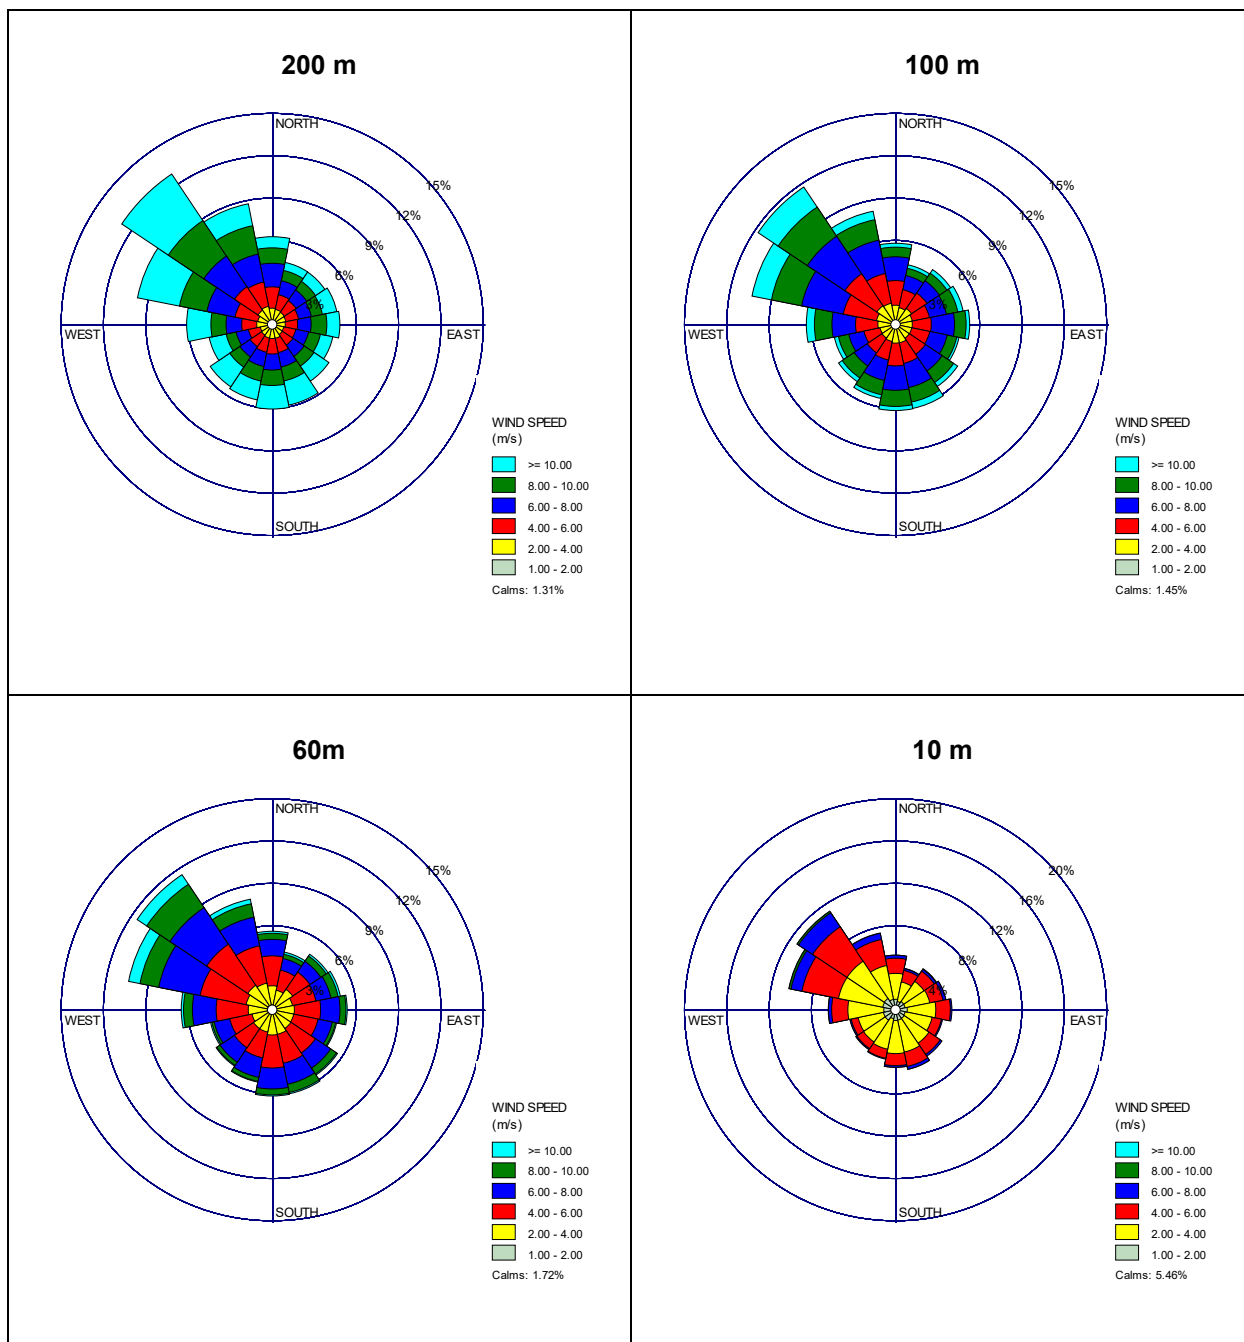 200 m
NORTH
15%
12%
9%
6%
3%
WEST
EAST
SOUTH
WIND SPEED
(m/s)
>= 10.00
8.00 - 10.00
6.00 - 8.00
4.00 - 6.00
2.00 - 4.00
1.00 - 2.00
Calms: 1.31%
100 m
NORTH
15%
12%
9%
6%
3%
WEST
EAST
SOUTH
WIND SPEED
(m/s)
>= 10.00
8.00 - 10.00
6.00 - 8.00
4.00 - 6.00
2.00 - 4.00
1.00 - 2.00
Calms: 1.45%
60m
NORTH
15%
12%
9%
6%
3%
WEST
EAST
SOUTH
WIND SPEED
(m/s)
>= 10.00
8.00 - 10.00
6.00 - 8.00
4.00 - 6.00
2.00 - 4.00
1.00 - 2.00
Calms: 1.72%
10 m
NORTH
20%
16%
12%
8%
4%
WEST
EAST
SOUTH
WIND SPEED
(m/s)
>= 10.00
8.00 - 10.00
6.00 - 8.00
4.00 - 6.00
2.00 - 4.00
1.00 - 2.00
Calms: 5.46%